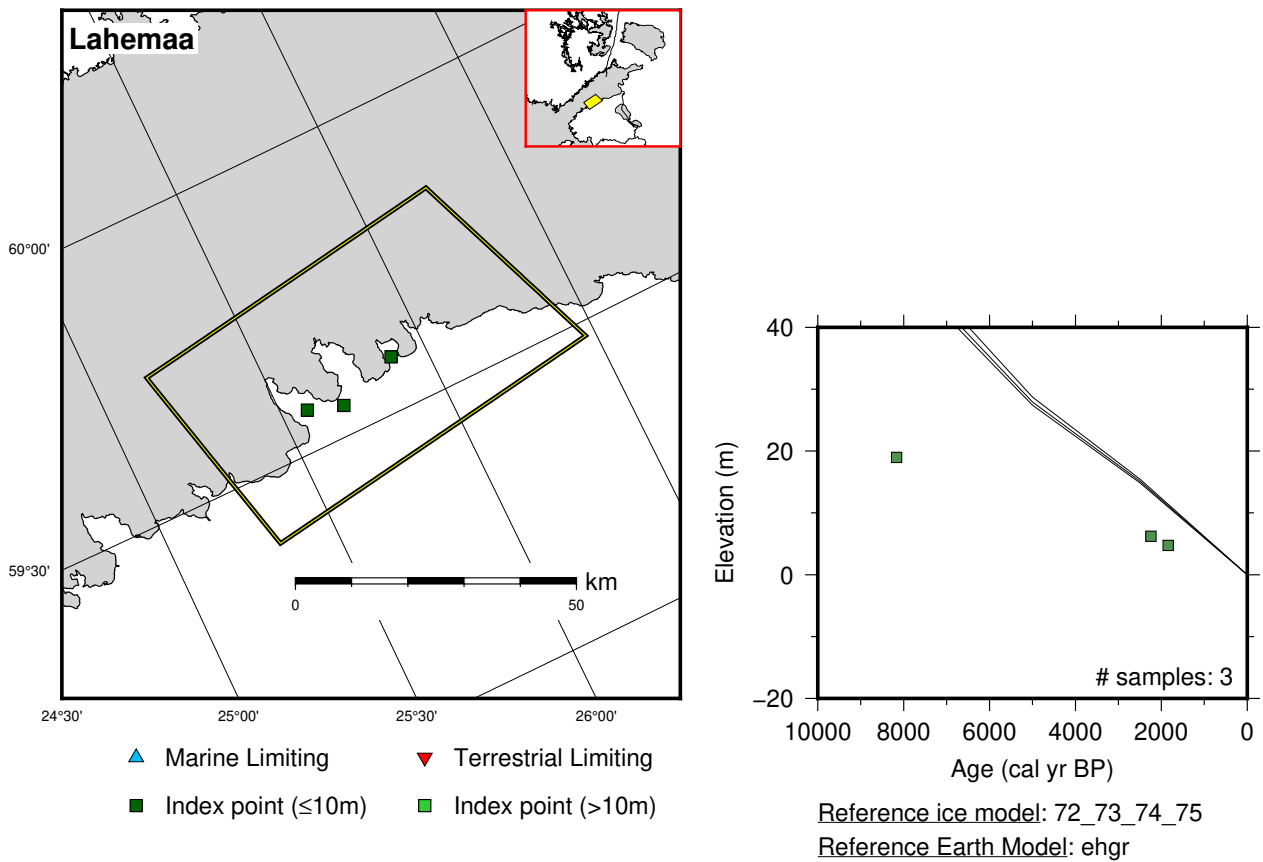 Lahemaa
60°00'
59°30'
24°30'
25°00'
25°30'
26°00'
km
0
50
Marine Limiting
Terrestrial Limiting
Index point (≤10m)
Index point (>10m)
40
20
0
−20
Elevation (m)
# samples: 3
10000
8000
6000
4000
2000
0
Age (cal yr BP)
Reference ice model: 72_73_74_75
Reference Earth Model: ehgr